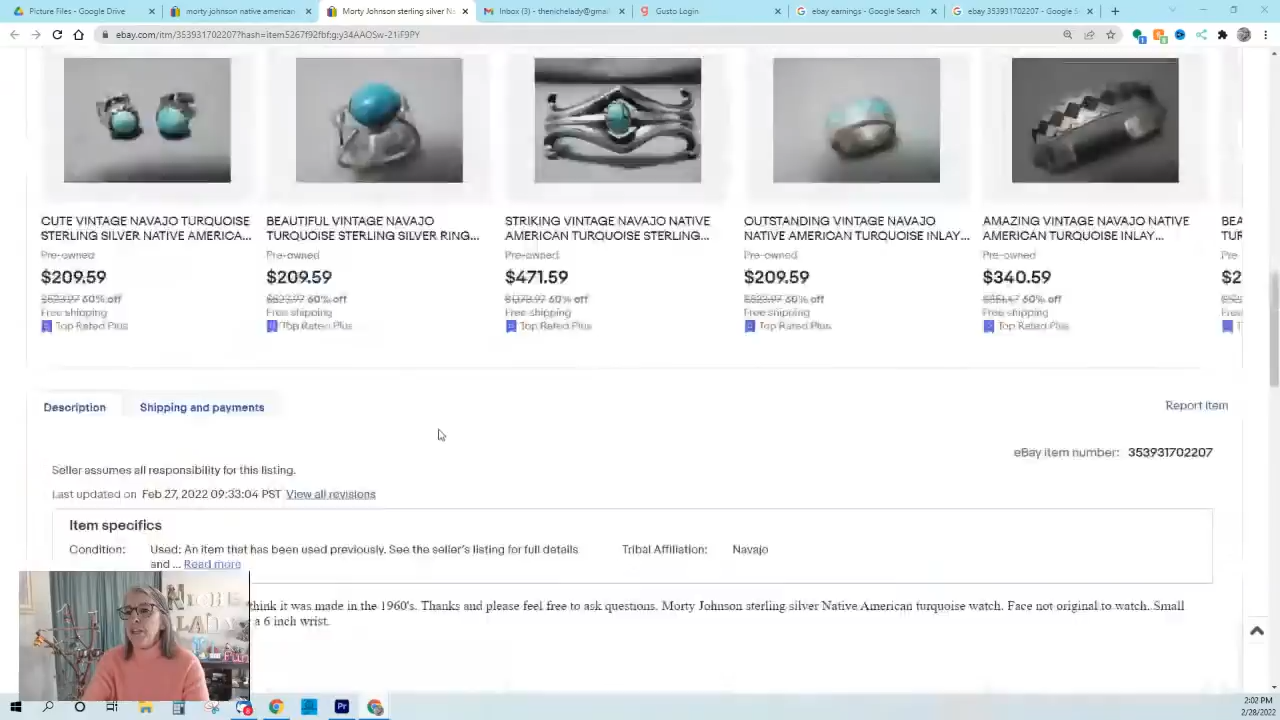 Picture Files - Google Drive
morty johnson native american
Morty Johnson sterling silver N
Inbox (3) - thenichelady@gmail
Gusto Login
ebay earnings - Google Search
ebay 353931702207 - Google S
ebay.com/itm/353931702207?hash=item5267f92fbf:g:y34AAOSw-21iF9PY
CUTE VINTAGE NAVAJO TURQUOISE STERLING SILVER NATIVE AMERICA...
Pre-owned
$209.59
$523.97 60% off
Free shipping
Top Rated Plus
BEAUTIFUL VINTAGE NAVAJO TURQUOISE STERLING SILVER RING...
Pre-owned
$209.59
$523.97 60% off
Free shipping
Top Rated Plus
STRIKING VINTAGE NAVAJO NATIVE AMERICAN TURQUOISE STERLING...
Pre-owned
$471.59
60% off
Free shipping
Top Rated Plus
OUTSTANDING VINTAGE NAVAJO NATIVE AMERICAN TURQUOISE INLAY...
Pre-owned
$209.59
$523.97 60% off
Free shipping
Top Rated Plus
AMAZING VINTAGE NAVAJO NATIVE AMERICAN TURQUOISE INLAY...
Pre-owned
$340.59
60% off
Free shipping
Top Rated Plus
Description
Shipping and payments
Report item
eBay item number: 353931702207
Seller assumes all responsibility for this listing.
Last updated on Feb 27, 2022 09:33:04 PST View all revisions
Item specifics
Condition: Used: An item that has been used previously. See the seller's listing for full details
and ... Read more
Tribal Affiliation: Navajo
think it was made in the 1960's. Thanks and please feel free to ask questions. Morty Johnson sterling silver Native American turquoise watch. Face not original to watch. Small
a 6 inch wrist.
2:02 PM
2/28/2022